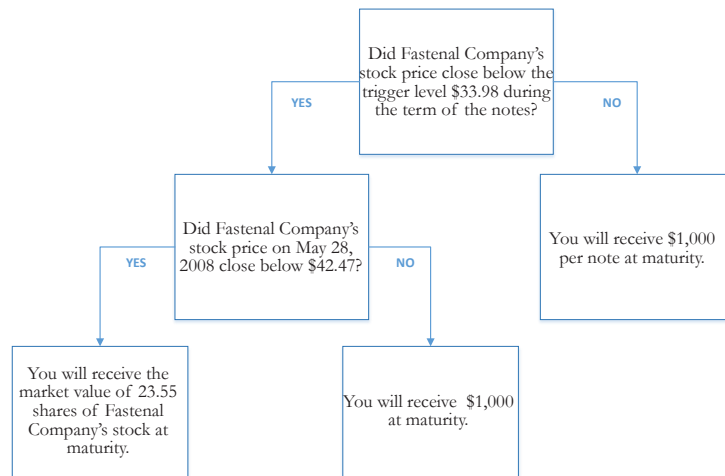 Did Fastenal Company's
stock price close below the
trigger level $33.98 during
the term of the notes?
YES
NO
Did Fastenal Company's
stock price on May 28,
2008 close below $42.47?
You will receive $1,000
per note at maturity.
YES
NO
You will receive the
market value of 23.55
shares of Fastenal
Company's stock at
maturity.
You will receive $1,000
at maturity.